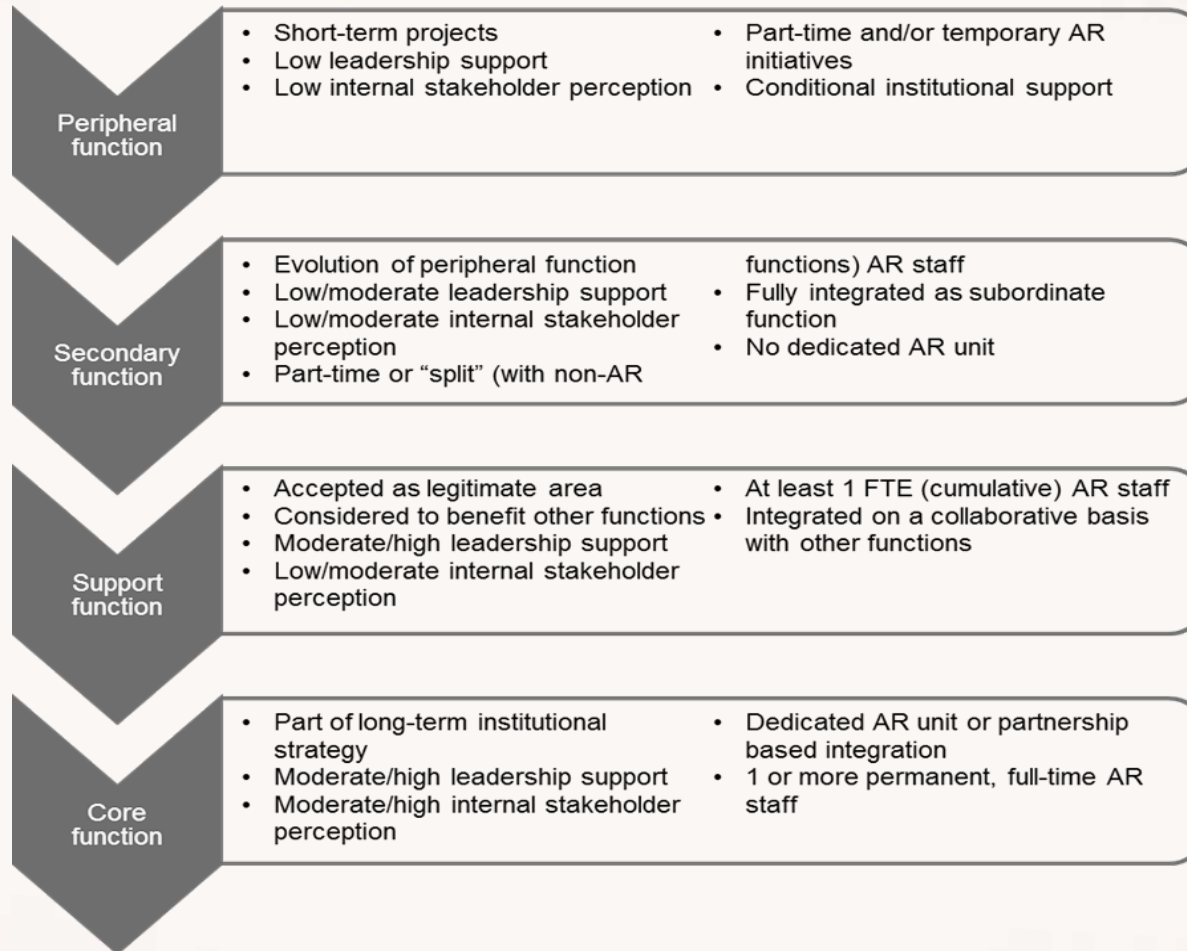 Peripheral
function
• Short-term projects
• Low leadership support
• Low internal stakeholder perception
• Part-time and/or temporary AR
initiatives
• Conditional institutional support
Secondary
function
• Evolution of peripheral function
• Low/moderate leadership support
• Low/moderate internal stakeholder
perception
• Part-time or “split” (with non-AR
functions) AR staff
• Fully integrated as subordinate
function
• No dedicated AR unit
Support
function
• Accepted as legitimate area
• Considered to benefit other functions
• Moderate/high leadership support
• Low/moderate internal stakeholder
perception
• At least 1 FTE (cumulative) AR staff
• Integrated on a collaborative basis
with other functions
Core
function
• Part of long-term institutional
strategy
• Moderate/high leadership support
• Moderate/high internal stakeholder
perception
• Dedicated AR unit or partnership
based integration
• 1 or more permanent, full-time AR
staff